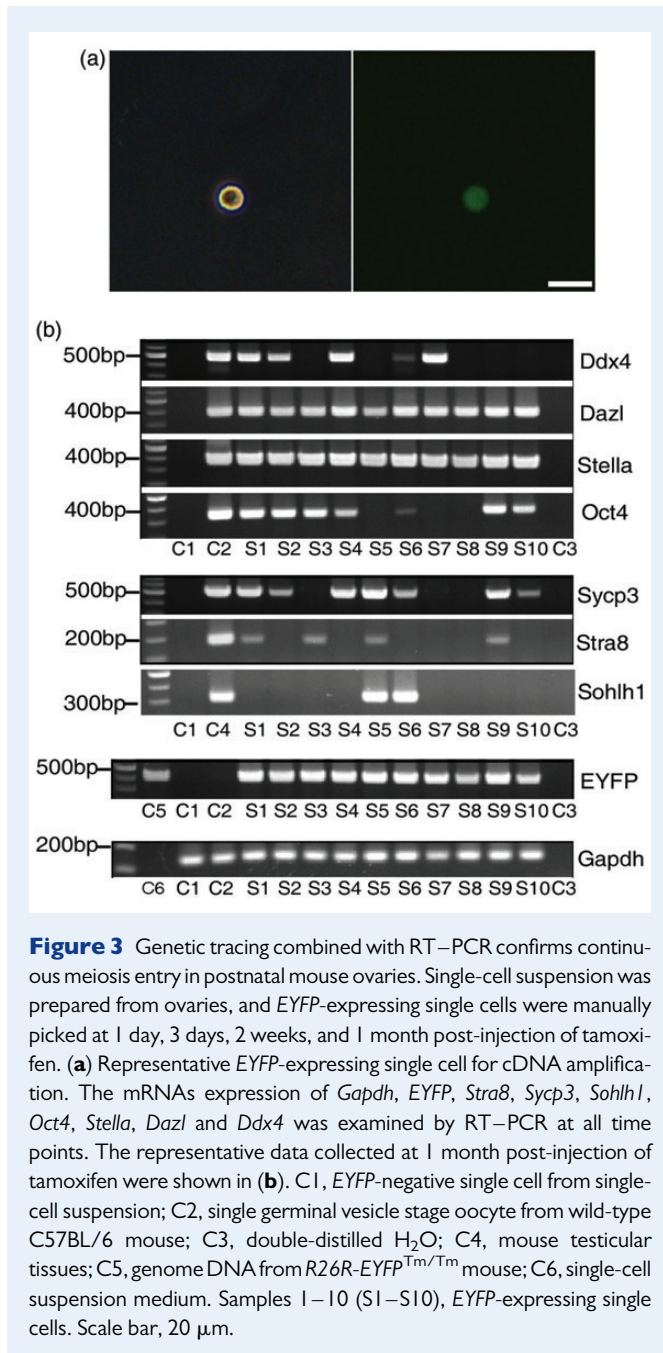 (a)
(b)
500bp Ddx4
400bp Dazl
400bp Stella
400bp Oct4
C1 C2 S1 S2 S3 S4 S5 S6 S7 S8 S9 S10 C3
500bp Sycp3
200bp Stra8
300bp Sohlh1
C1 C4 S1 S2 S3 S4 S5 S6 S7 S8 S9 S10 C3
500bp EYFP
C5 C1 C2 S1 S2 S3 S4 S5 S6 S7 S8 S9 S10 C3
200bp Gapdh
C6 C1 C2 S1 S2 S3 S4 S5 S6 S7 S8 S9 S10 C3
Figure 3 Genetic tracing combined with RT–PCR confirms continu-
ous meiosis entry in postnatal mouse ovaries. Single-cell suspension was
prepared from ovaries, and EYFP-expressing single cells were manually
picked at 1 day, 3 days, 2 weeks, and 1 month post-injection of tamoxi-
fen. (a) Representative EYFP-expressing single cell for cDNA amplifica-
tion. The mRNAs expression of Gapdh, EYFP, Stra8, Sycp3, Sohlh1,
Oct4, Stella, Dazl and Ddx4 was examined by RT–PCR at all time
points. The representative data collected at 1 month post-injection of
tamoxifen were shown in (b). C1, EYFP-negative single cell from single-
cell suspension; C2, single germinal vesicle stage oocyte from wild-type
C57BL/6 mouse; C3, double-distilled H2O; C4, mouse testicular
tissues; C5, genome DNA from R26R-EYFPTm/Tm mouse; C6, single-cell
suspension medium. Samples 1–10 (S1–S10), EYFP-expressing single
cells. Scale bar, 20 μm.